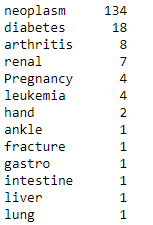 neoplasm 134
diabetes 18
arthritis 8
renal 7
Pregnancy 4
leukemia 4
hand 2
ankle 1
fracture 1
gastro 1
intestine 1
liver 1
lung 1